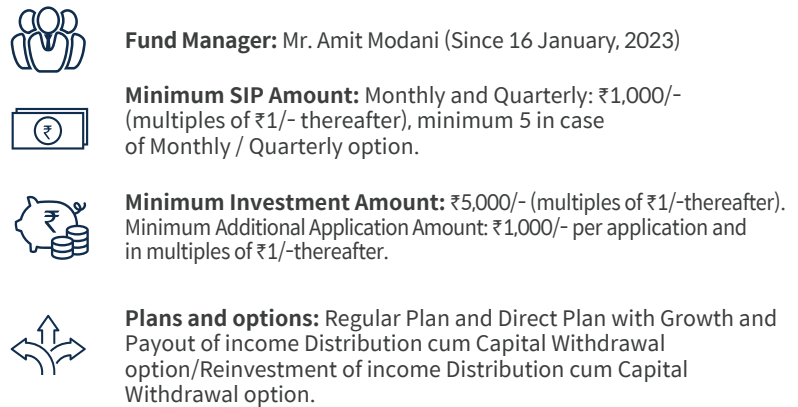 Fund Manager: Mr. Amit Modani (Since 16 January, 2023)
₹
Minimum SIP Amount: Monthly and Quarterly: ₹1,000/-
(multiples of ₹1/- thereafter), minimum 5 in case
of Monthly / Quarterly option.
₹
Minimum Investment Amount: ₹5,000/- (multiples of ₹1/-thereafter).
Minimum Additional Application Amount: ₹1,000/- per application and
in multiples of ₹1/-thereafter.
Plans and options: Regular Plan and Direct Plan with Growth and
Payout of income Distribution cum Capital Withdrawal
option/Reinvestment of income Distribution cum Capital
Withdrawal option.